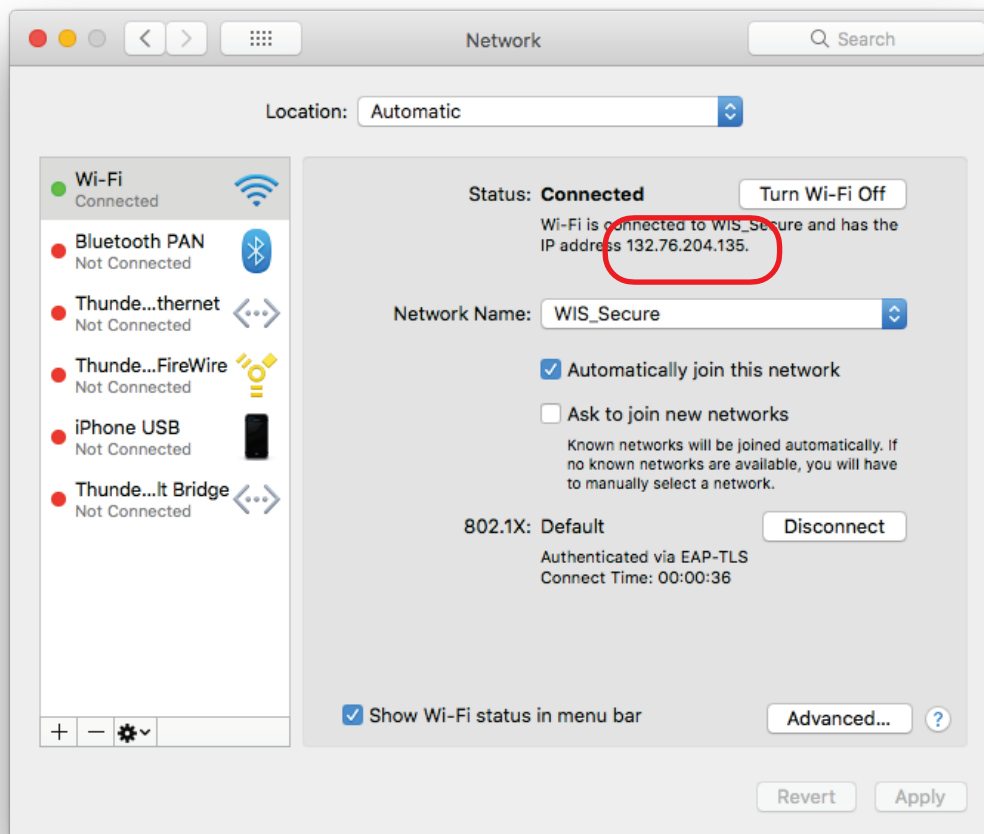 Network
Search
Location: Automatic
Wi-Fi
Connected
Bluetooth PAN
Not Connected
Thunde...thernet
Not Connected
Thunde...FireWire
Not Connected
iPhone USB
Not Connected
Thunde...lt Bridge
Not Connected
Status: Connected
Turn Wi-Fi Off
Wi-Fi is connected to WIS_Secure and has the
IP address 132.76.204.135.
Network Name: WIS_Secure
Automatically join this network
Ask to join new networks
Known networks will be joined automatically. If
no known networks are available, you will have
to manually select a network.
802.1X: Default
Disconnect
Authenticated via EAP-TLS
Connect Time: 00:00:36
Show Wi-Fi status in menu bar
Advanced...
?
Revert
Apply